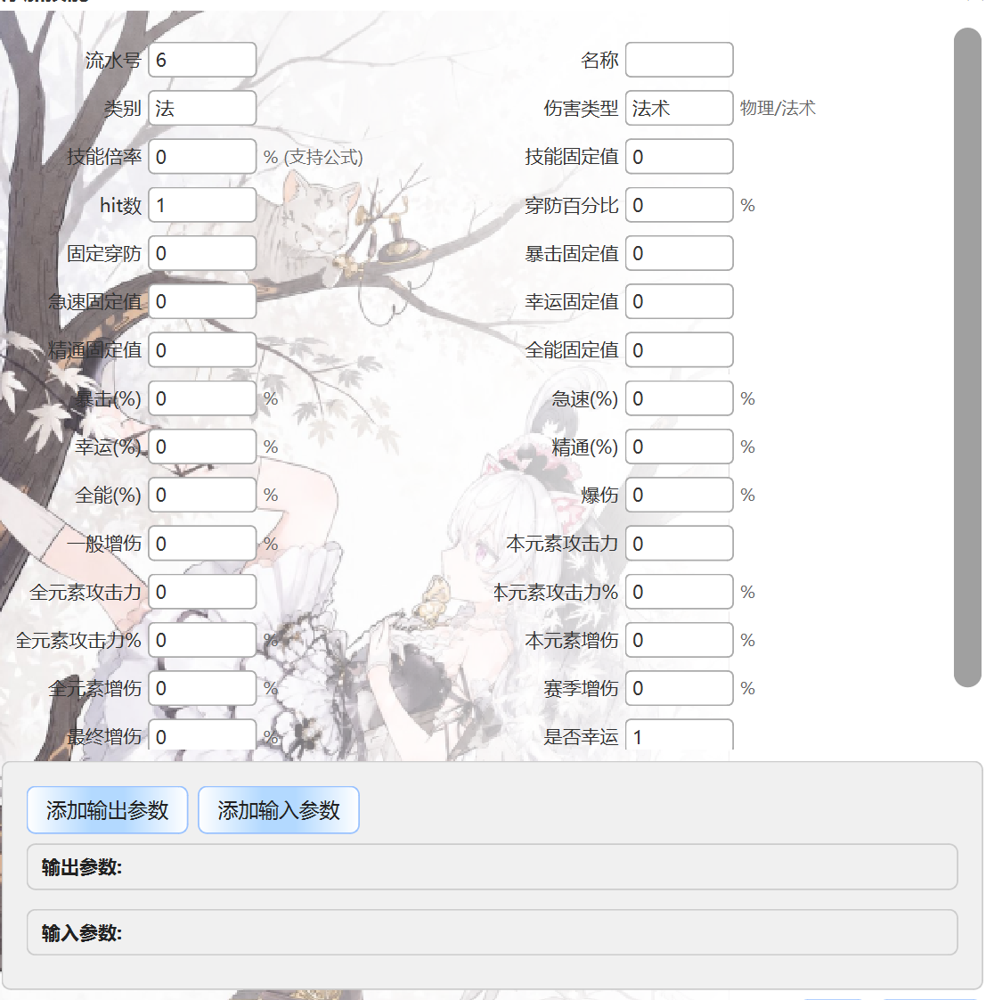 流水号 6 名称
类别 法 伤害类型 法术 物理/法术
技能倍率 0 % (支持公式) 技能固定值 0
hit数 1 穿防百分比 0 %
固定穿防 0 暴击固定值 0
急速固定值 0 幸运固定值 0
精通固定值 0 全能固定值 0
暴击(%) 0 % 急速(%) 0 %
幸运(%) 0 % 精通(%) 0 %
全能(%) 0 % 爆伤 0 %
一般增伤 0 % 本元素攻击力 0
全元素攻击力 0 本元素攻击力% 0 %
全元素攻击力% 0 % 本元素增伤 0 %
全元素增伤 0 % 赛季增伤 0 %
最终增伤 0 % 是否幸运 1
添加输出参数 添加输入参数
输出参数:
输入参数: